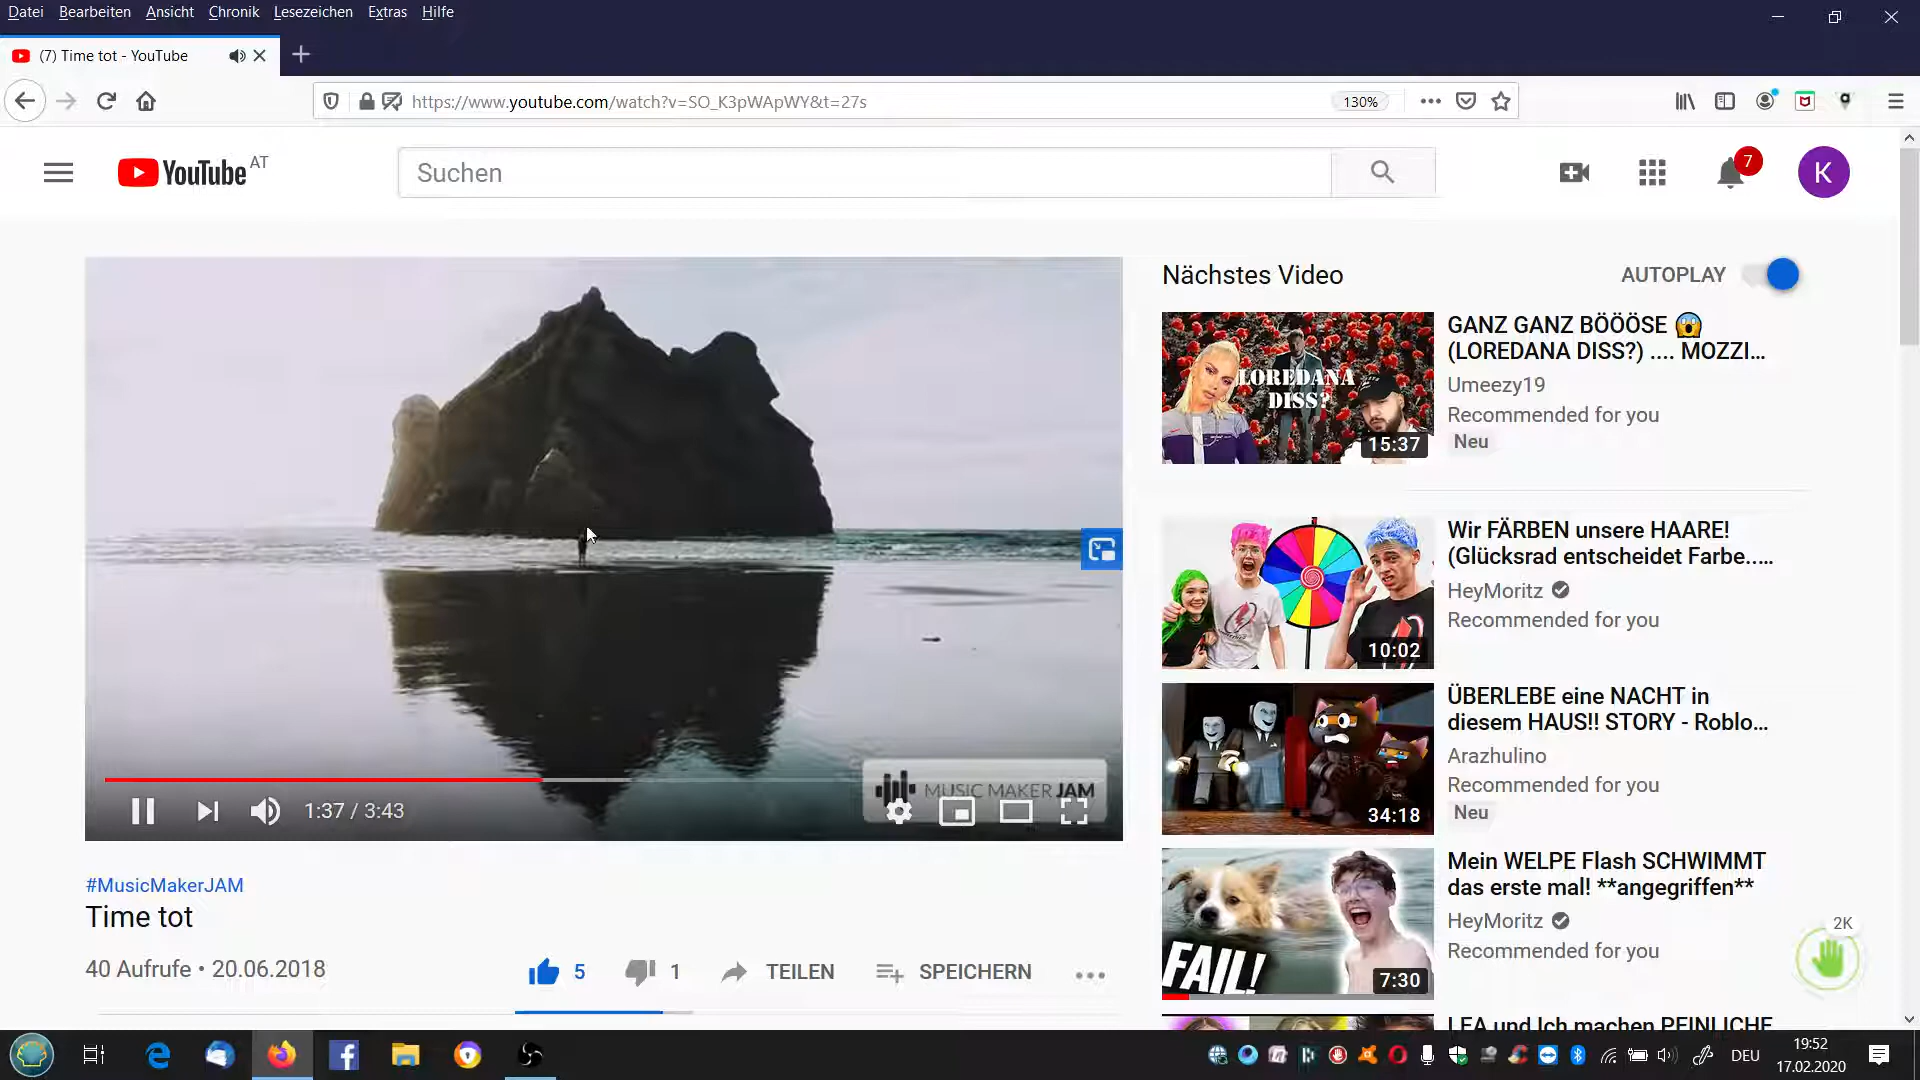 Datei Bearbeiten Ansicht Chronik Lesezeichen Extras Hilfe
(7) Time tot - YouTube
https://www.youtube.com/watch?v=SO_K3pWApWY&t=27s
130%
YouTube AT
Suchen
7
K
Nächstes Video
AUTOPLAY
LOREDANA
DISS?
15:37
GANZ GANZ BÖÖÖSE 😱
(LOREDANA DISS?) .... MOZZI...
Umeezy19
Recommended for you
Neu
10:02
Wir FÄRBEN unsere HAARE!
(Glücksrad entscheidet Farbe.....
HeyMoritz
Recommended for you
34:18
ÜBERLEBE eine NACHT in
diesem HAUS!! STORY - Roblo...
Arazhulino
Recommended for you
Neu
FAIL!
7:30
Mein WELPE Flash SCHWIMMT
das erste mal! **angegriffen**
HeyMoritz
Recommended for you
LEA und Ich machen PEINLICHE
2K
MUSIC MAKER JAM
1:37 / 3:43
#MusicMakerJAM
Time tot
40 Aufrufe • 20.06.2018
5
1
TEILEN
SPEICHERN
DEU
19:52
17.02.2020